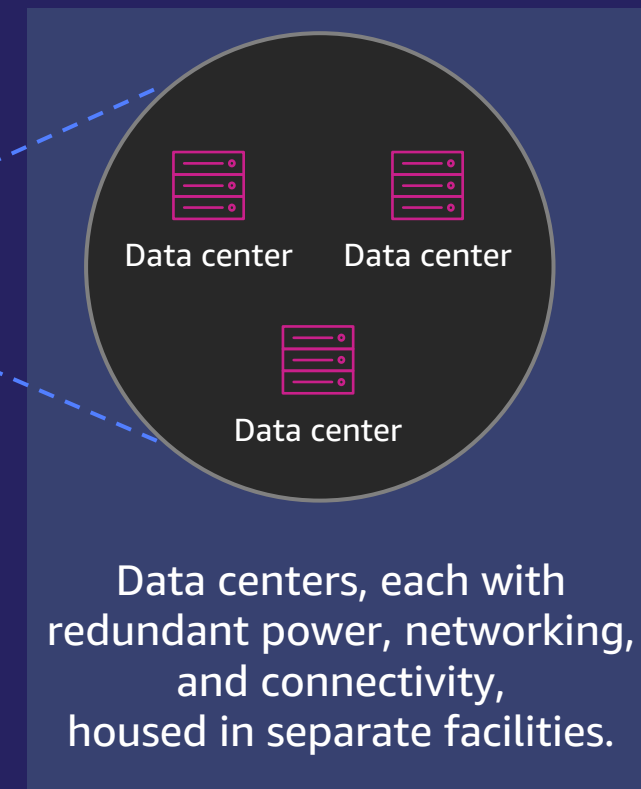 Data center Data center
Data center
Data centers, each with
redundant power, networking,
and connectivity,
housed in separate facilities.